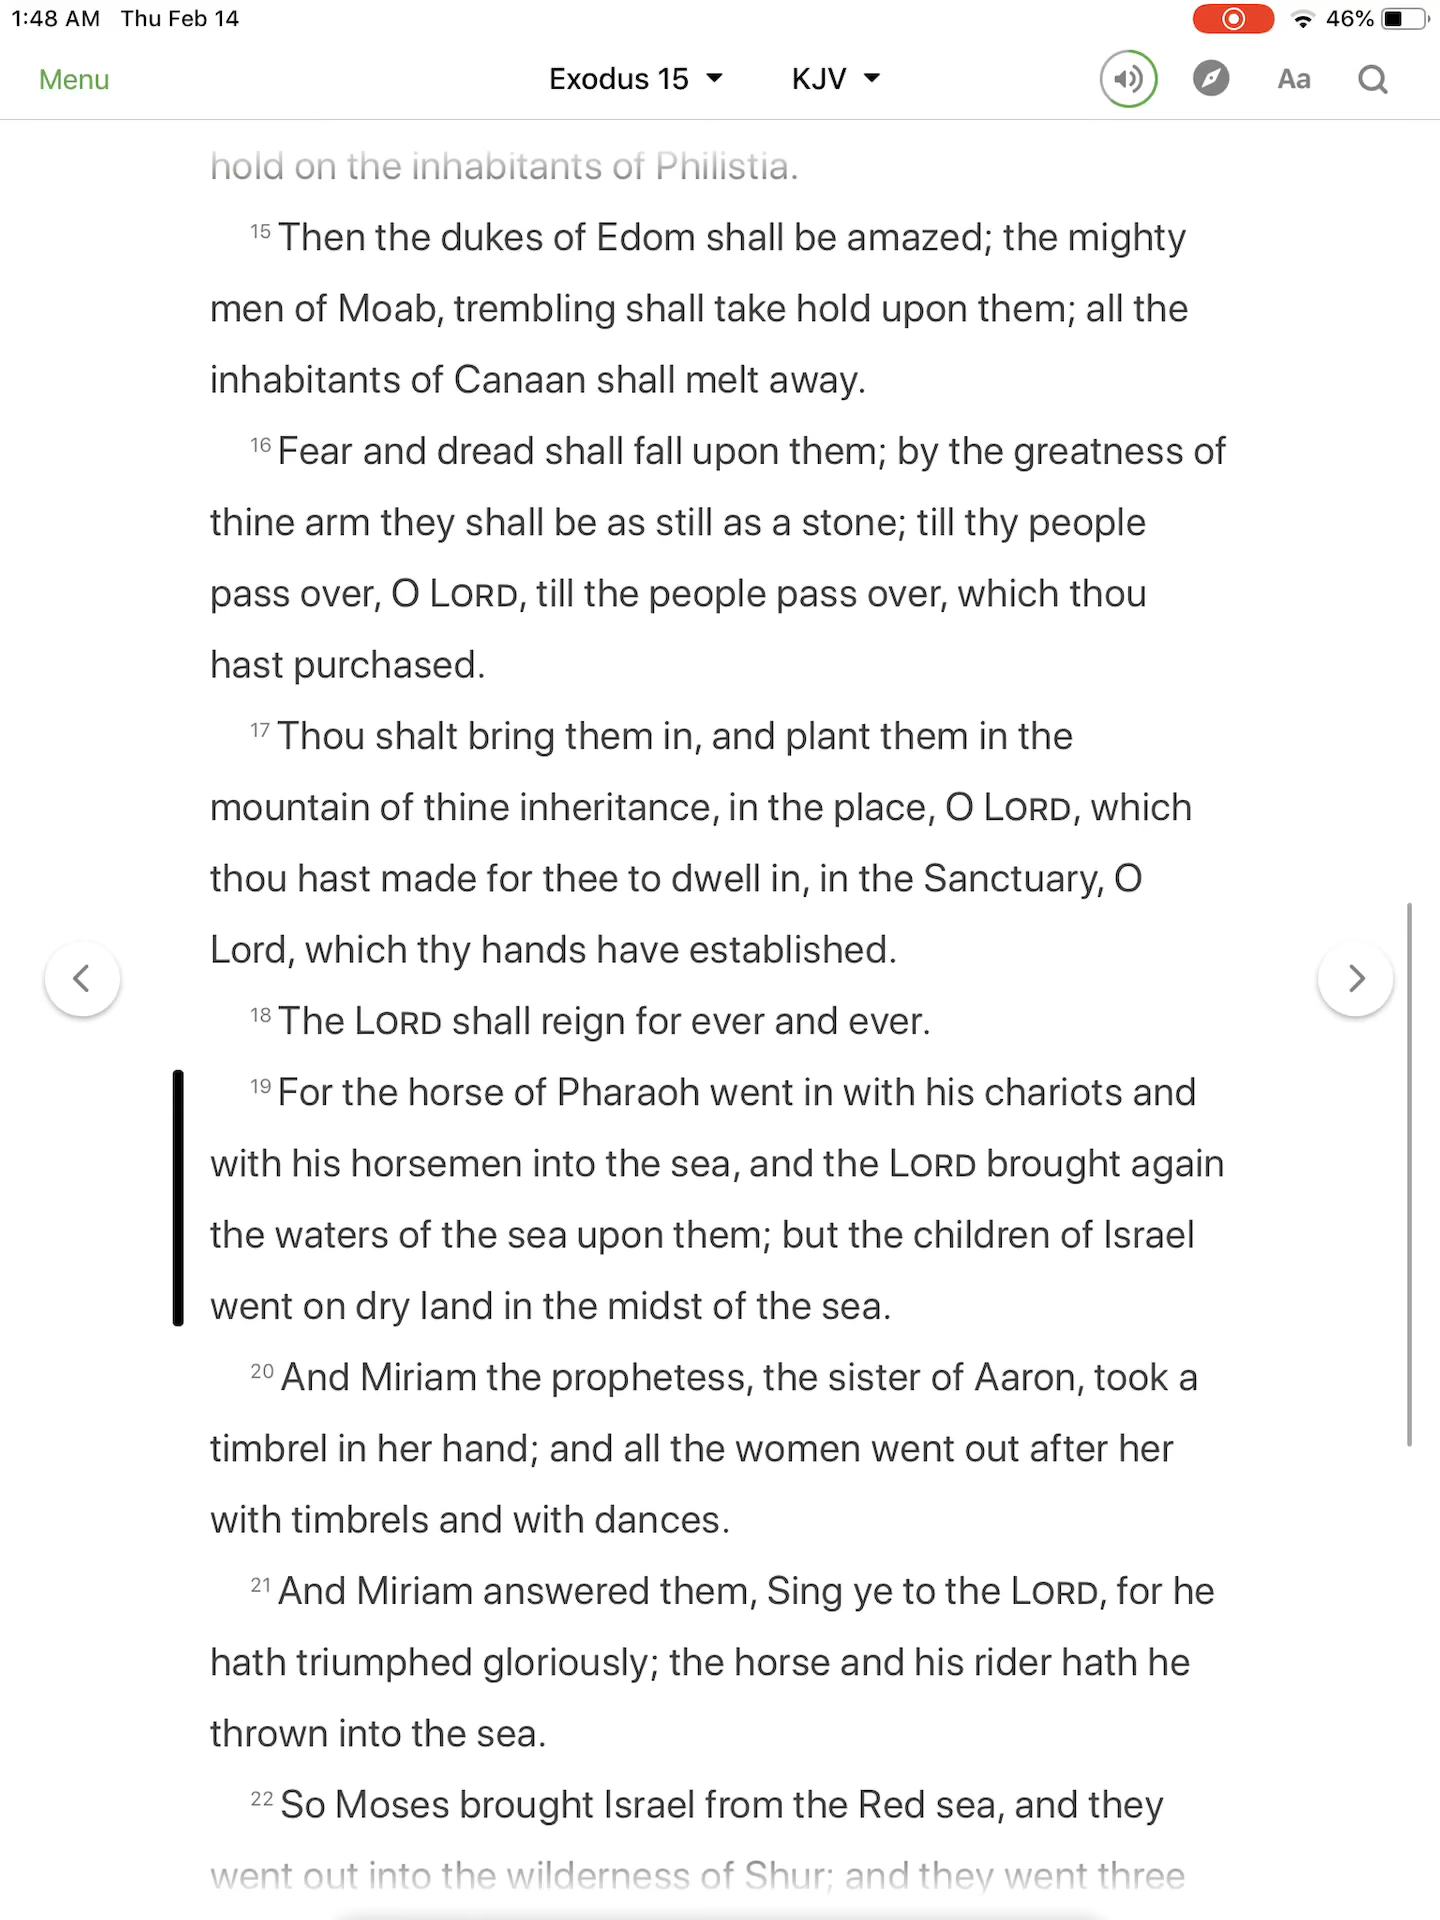 1:48 AM Thu Feb 14 46%
Menu Exodus 15 KJV Aa
hold on the inhabitants of Philistia.
15 Then the dukes of Edom shall be amazed; the mighty
men of Moab, trembling shall take hold upon them; all the
inhabitants of Canaan shall melt away.
16 Fear and dread shall fall upon them; by the greatness of
thine arm they shall be as still as a stone; till thy people
pass over, O LORD, till the people pass over, which thou
hast purchased.
17 Thou shalt bring them in, and plant them in the
mountain of thine inheritance, in the place, O LORD, which
thou hast made for thee to dwell in, in the Sanctuary, O
Lord, which thy hands have established.
18 The LORD shall reign for ever and ever.
19 For the horse of Pharaoh went in with his chariots and
with his horsemen into the sea, and the LORD brought again
the waters of the sea upon them; but the children of Israel
went on dry land in the midst of the sea.
20 And Miriam the prophetess, the sister of Aaron, took a
timbrel in her hand; and all the women went out after her
with timbrels and with dances.
21 And Miriam answered them, Sing ye to the LORD, for he
hath triumphed gloriously; the horse and his rider hath he
thrown into the sea.
22 So Moses brought Israel from the Red sea, and they
went out into the wilderness of Shur; and they went three